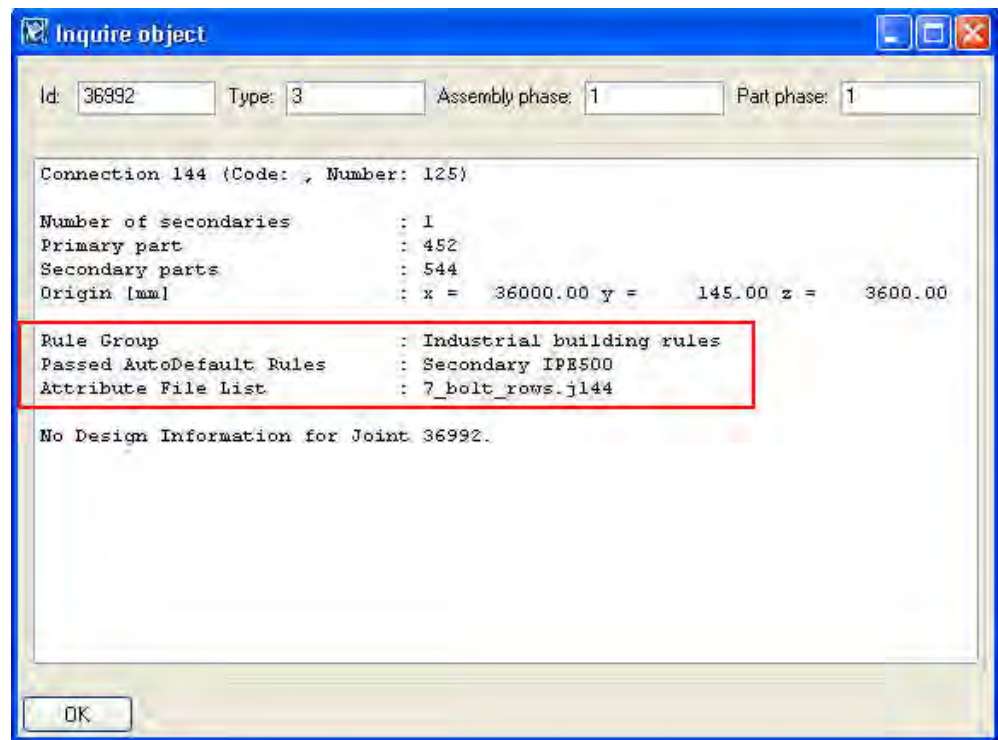 Inquire object
Id: 36992 Type: 3 Assembly phase: 1 Part phase: 1
Connection 144 (Code: , Number: 125)
Number of secondaries : 1
Primary part : 452
Secondary parts : 544
Origin [mm] : x = 36000.00 y = 145.00 z = 3600.00
Rule Group : Industrial building rules
Passed AutoDefault Rules : Secondary IPE500
Attribute File List : 7_bolt_rows.j144
No Design Information for Joint 36992.
OK